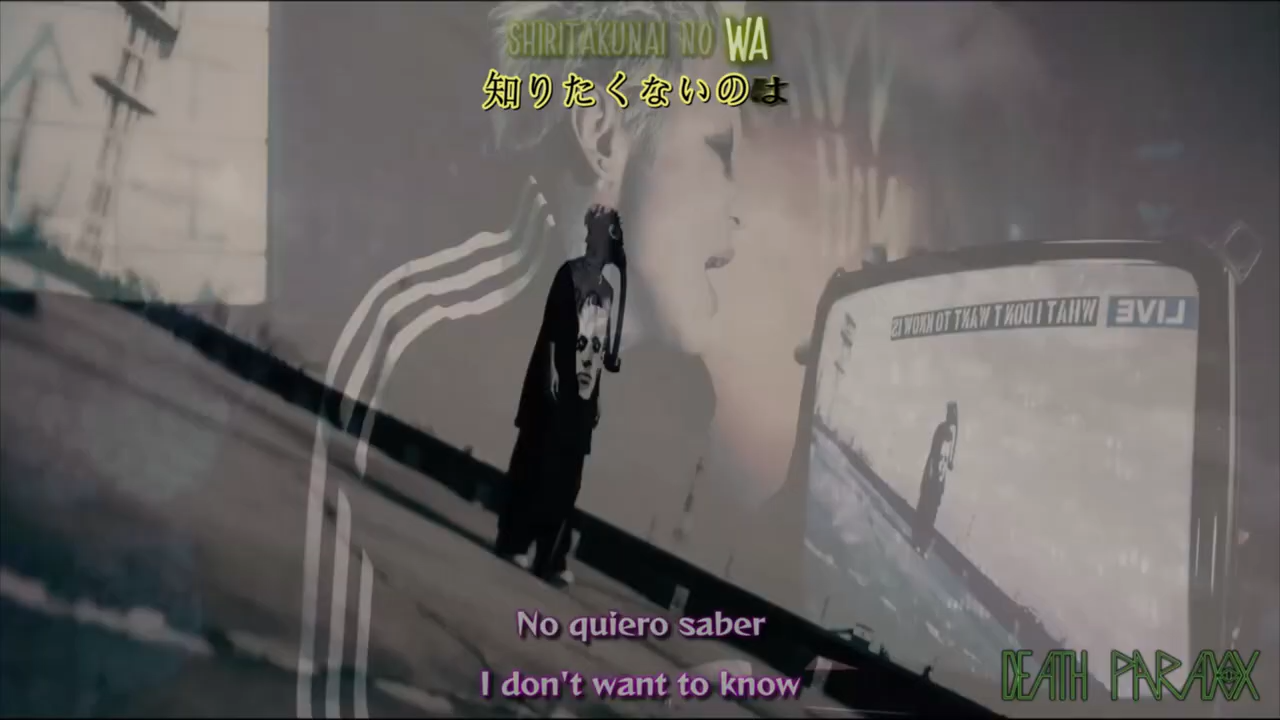 SHIRITAKUNAI NO WA
知りたくないのは
LIVE
WHAT I DON'T WANT TO KNOW IS
No quiero saber
I don't want to know
DEATH PARADOX